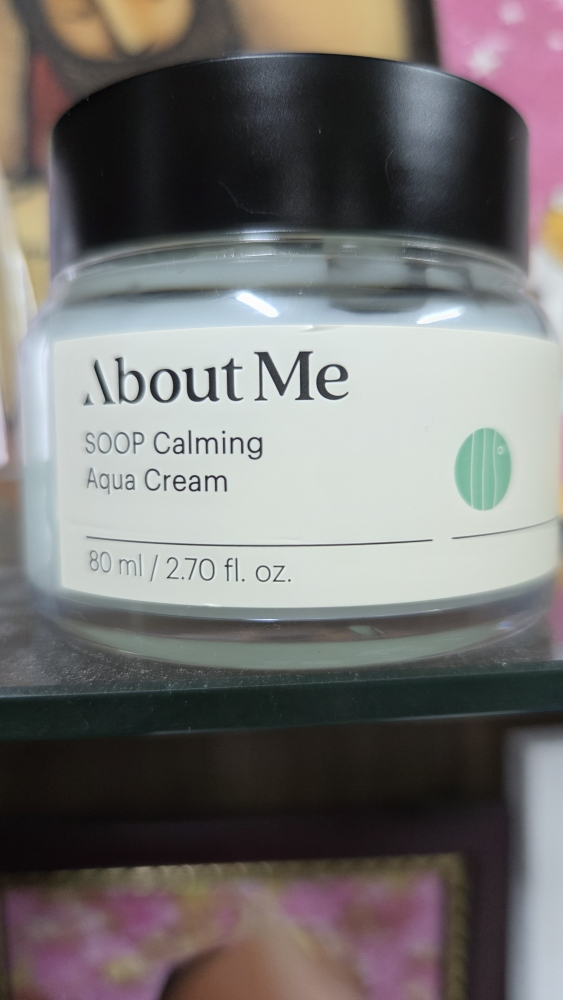 About Me
SOOP Calming
Aqua Cream
80 ml / 2.70 fl. oz.